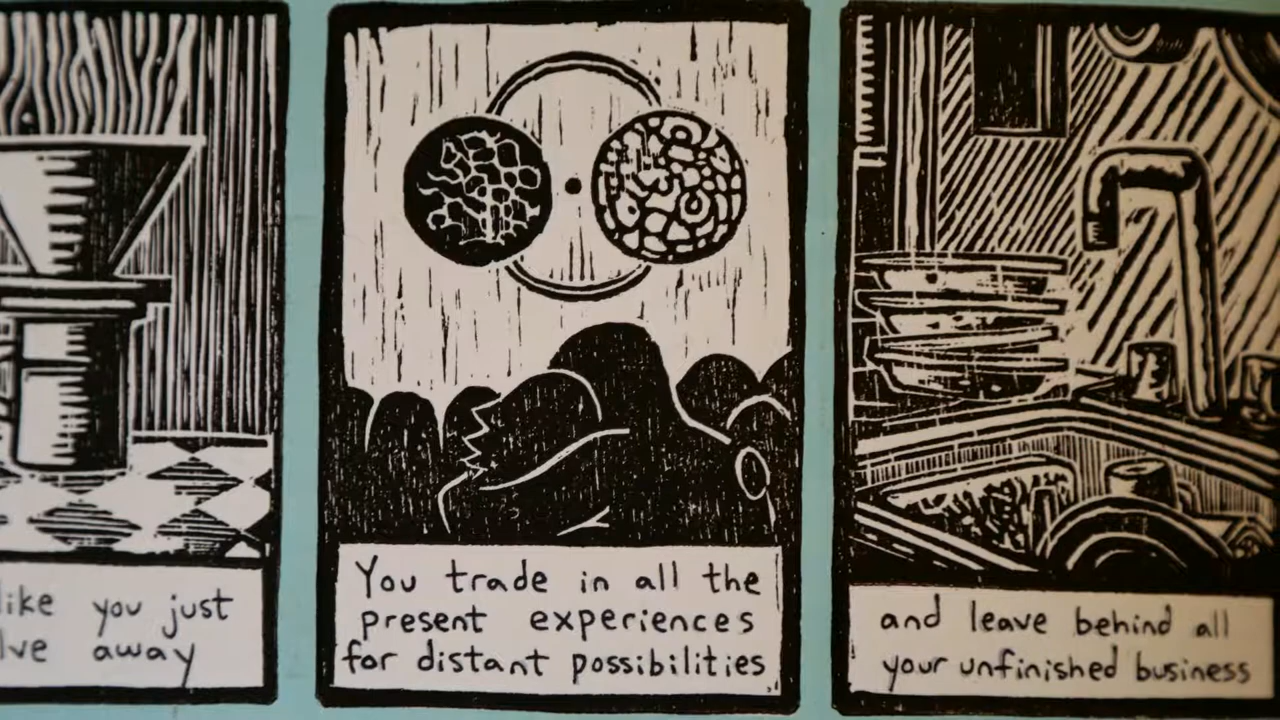 like you just
away
You trade in all the
present experiences
for distant possibilities
and leave behind all
your unfinished business